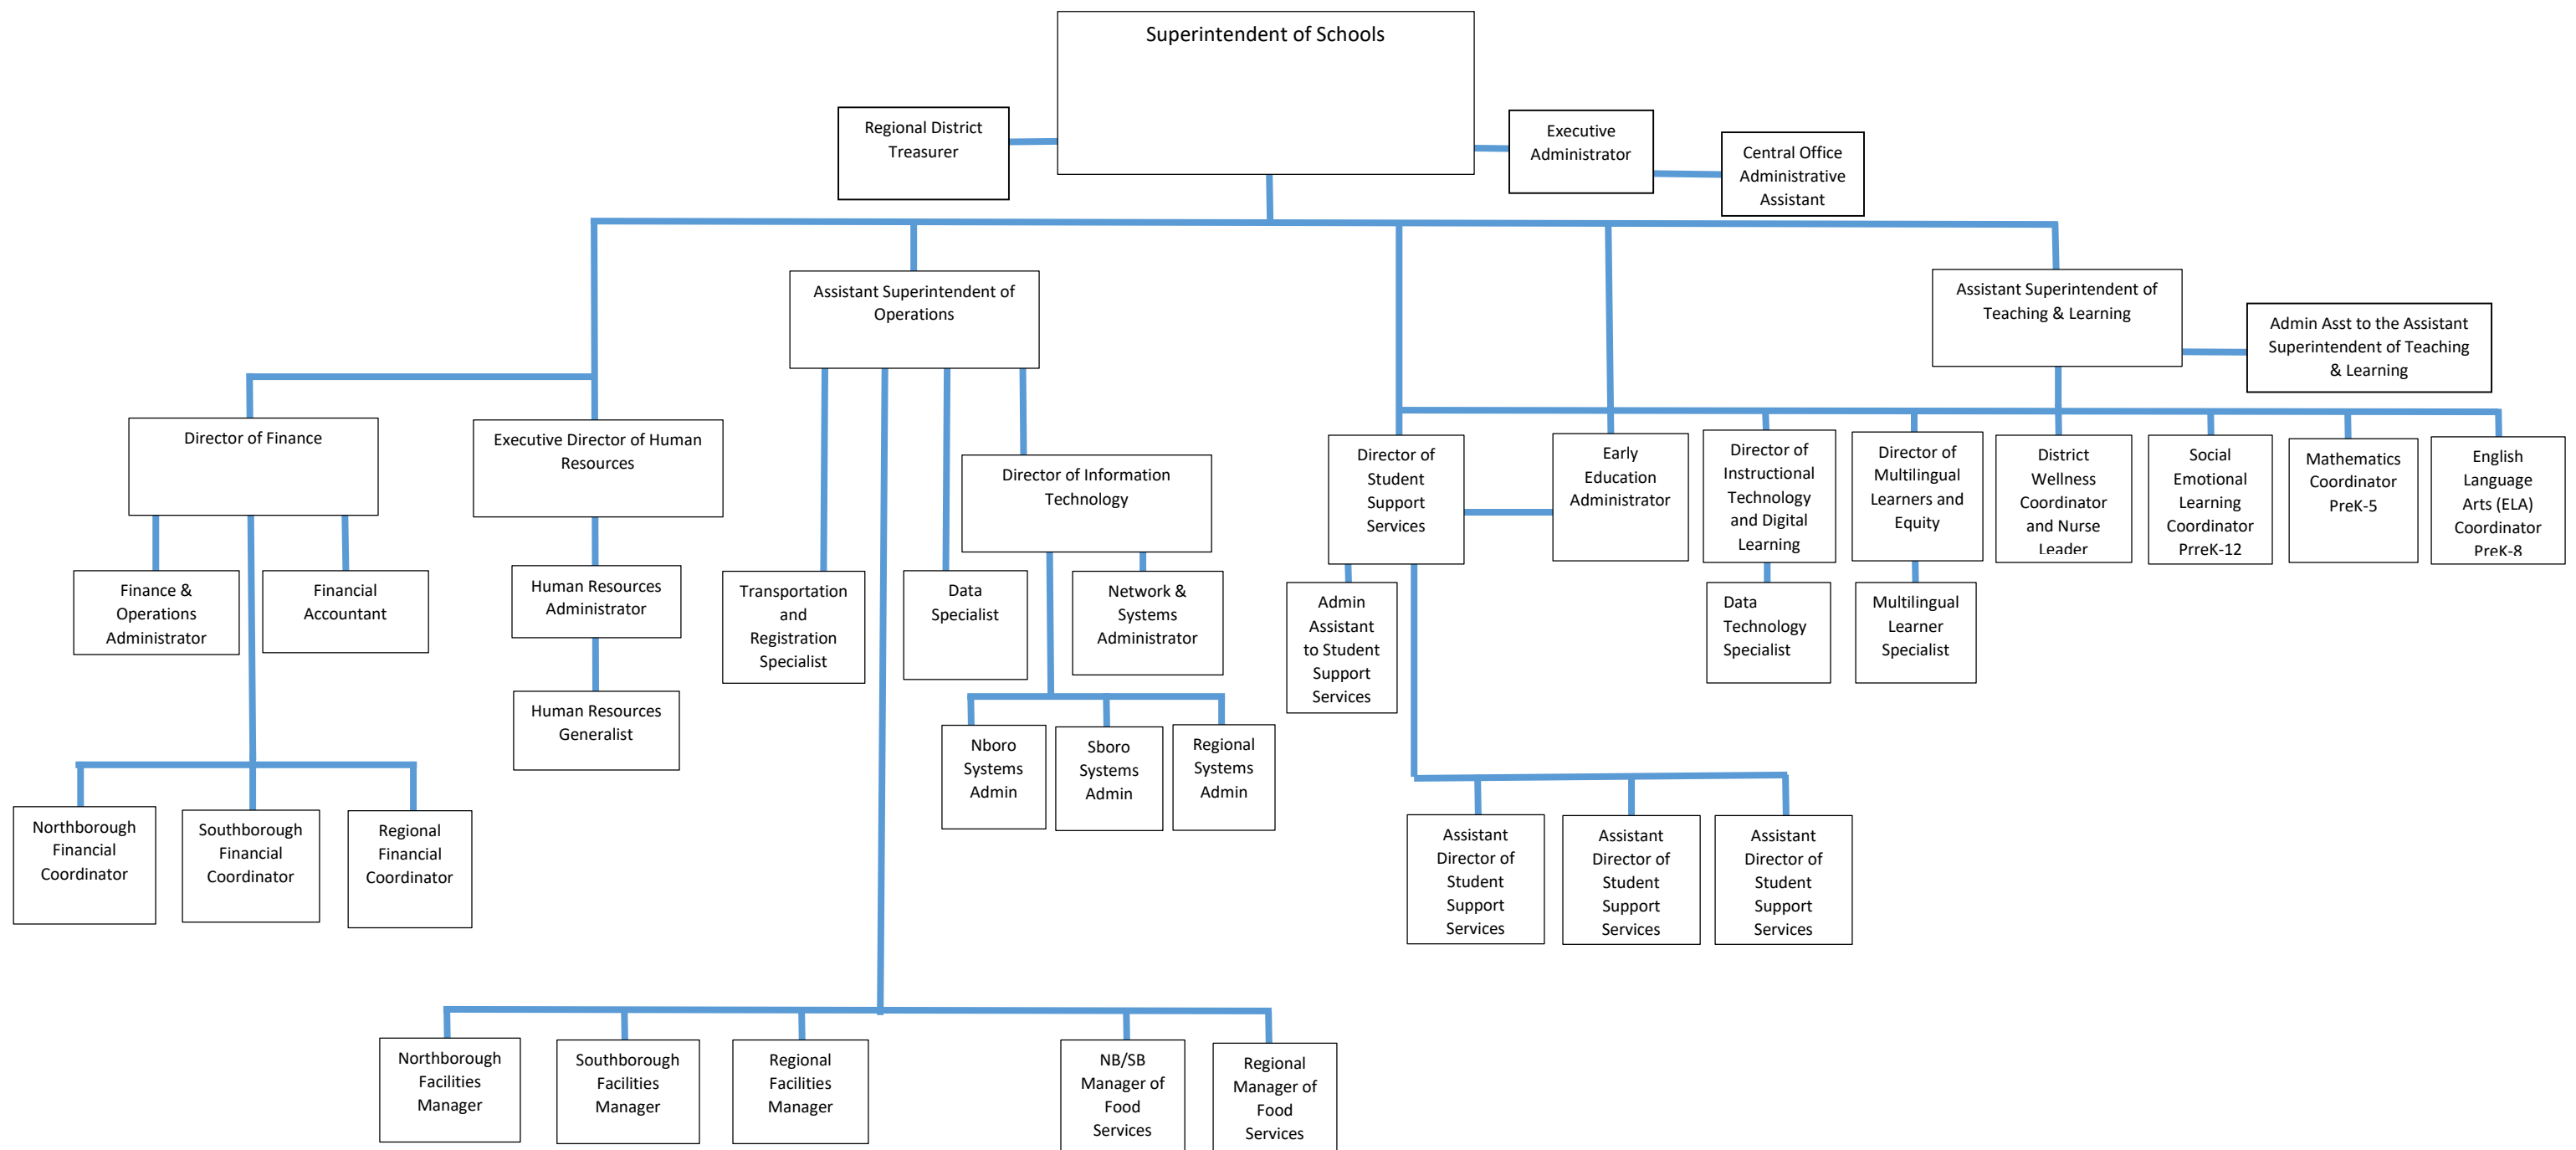 Superintendent of Schools
Regional District
Treasurer
Executive
Administrator
Central Office
Administrative
Assistant
Assistant Superintendent of
Operations
Assistant Superintendent of
Teaching & Learning
Admin Asst to the Assistant
Superintendent of Teaching
& Learning
Director of Finance
Executive Director of Human
Resources
Director of Information
Technology
Director of
Student
Support
Services
Early
Education
Administrator
Director of
Instructional
Technology
and Digital
Learning
Director of
Multilingual
Learners and
Equity
District
Wellness
Coordinator
and Nurse
Leader
Social
Emotional
Learning
Coordinator
PrreK-12
Mathematics
Coordinator
PreK-5
English
Language
Arts (ELA)
Coordinator
PreK-8
Finance &
Operations
Administrator
Financial
Accountant
Human Resources
Administrator
Transportation
and
Registration
Specialist
Data
Specialist
Network &
Systems
Administrator
Admin
Assistant
to Student
Support
Services
Data
Technology
Specialist
Multilingual
Learner
Specialist
Human Resources
Generalist
Nboro
Systems
Admin
Sboro
Systems
Admin
Regional
Systems
Admin
Northborough
Financial
Coordinator
Southborough
Financial
Coordinator
Regional
Financial
Coordinator
Assistant
Director of
Student
Support
Services
Assistant
Director of
Student
Support
Services
Assistant
Director of
Student
Support
Services
Northborough
Facilities
Manager
Southborough
Facilities
Manager
Regional
Facilities
Manager
NB/SB
Manager of
Food
Services
Regional
Manager of
Food
Services